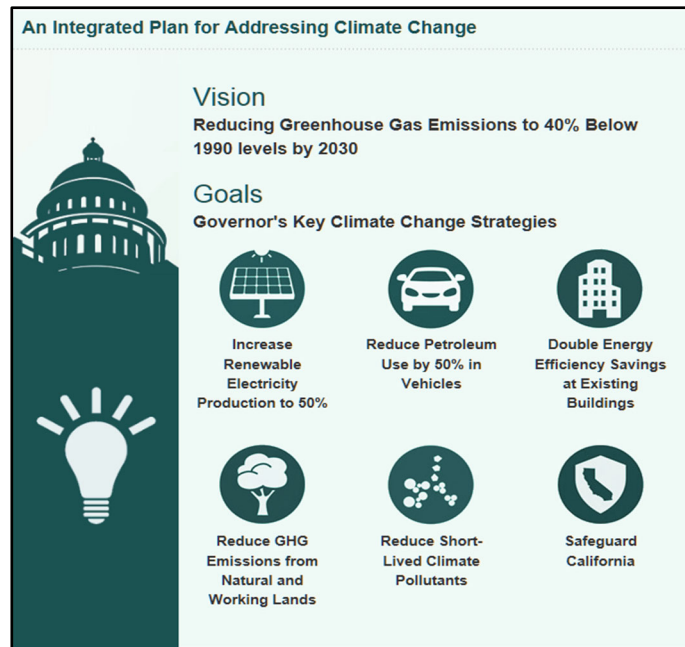 An Integrated Plan for Addressing Climate Change
Vision
Reducing Greenhouse Gas Emissions to 40% Below
1990 levels by 2030
Goals
Governor's Key Climate Change Strategies
Increase
Renewable
Electricity
Production to 50%
Reduce Petroleum
Use by 50% in
Vehicles
Double Energy
Efficiency Savings
at Existing
Buildings
Reduce GHG
Emissions from
Natural and
Working Lands
Reduce Short-
Lived Climate
Pollutants
Safeguard
California